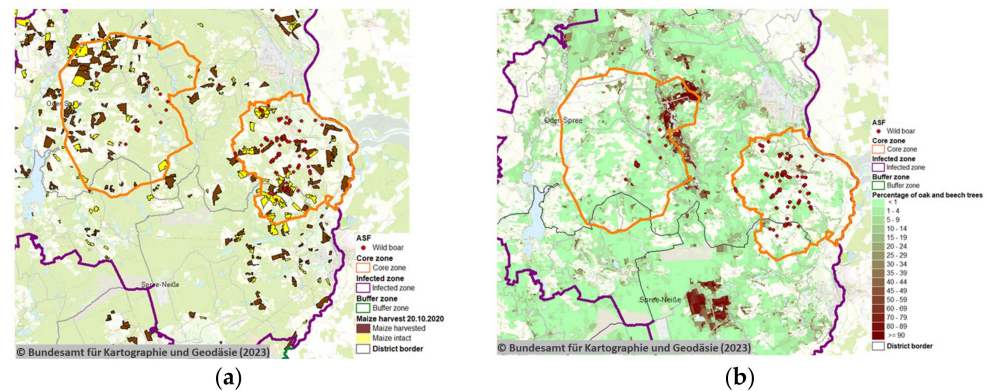 Oder Spree
Spree-Neiße
ASF
Wild boar
Core zone
Core zone
Infected zone
Infected zone
Buffer zone
Buffer zone
Maize harvest 20.10.2020
Maize harvested
Maize intact
District border
© Bundesamt für Kartographie und Geodäsie (2023)
(a)
Oder Spree
Spree-Neiße
ASF
Wild boar
Core zone
Core zone
Infected zone
Infected zone
Buffer zone
Buffer zone
Percentage of oak and beech trees
< 1
1 - 4
5 - 9
10 - 14
15 - 19
20 - 24
25 - 29
30 - 34
35 - 39
40 - 44
45 - 49
50 - 59
60 - 69
70 - 79
80 - 89
>= 90
District border
© Bundesamt für Kartographie und Geodäsie (2023)
(b)